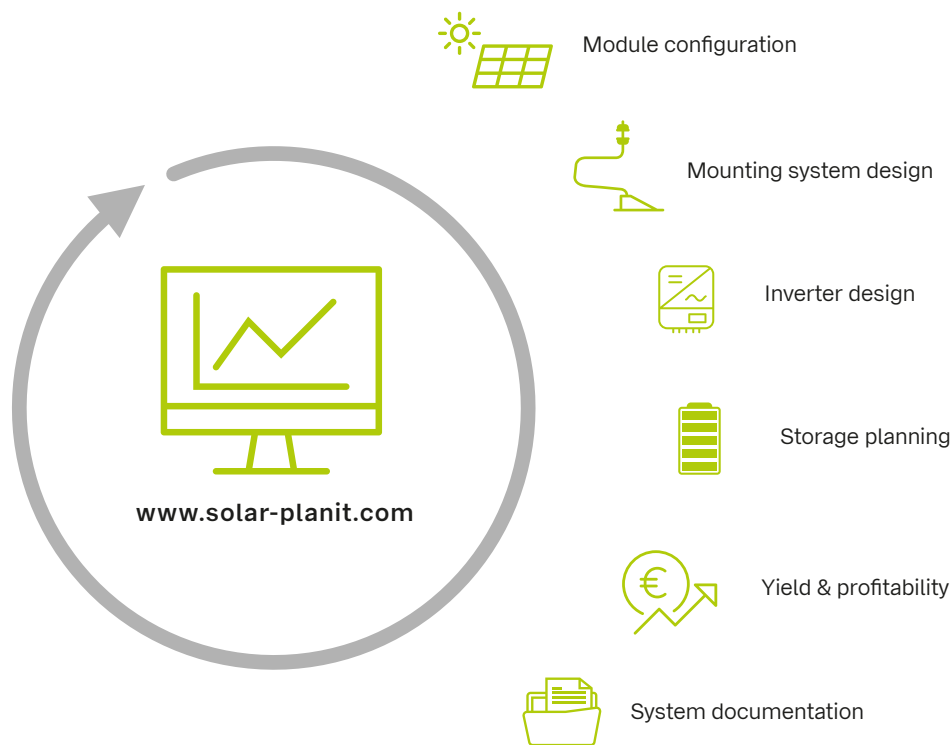 Module configuration
Mounting system design
Inverter design
Storage planning
www.solar-planit.com
€
Yield & profitability
System documentation